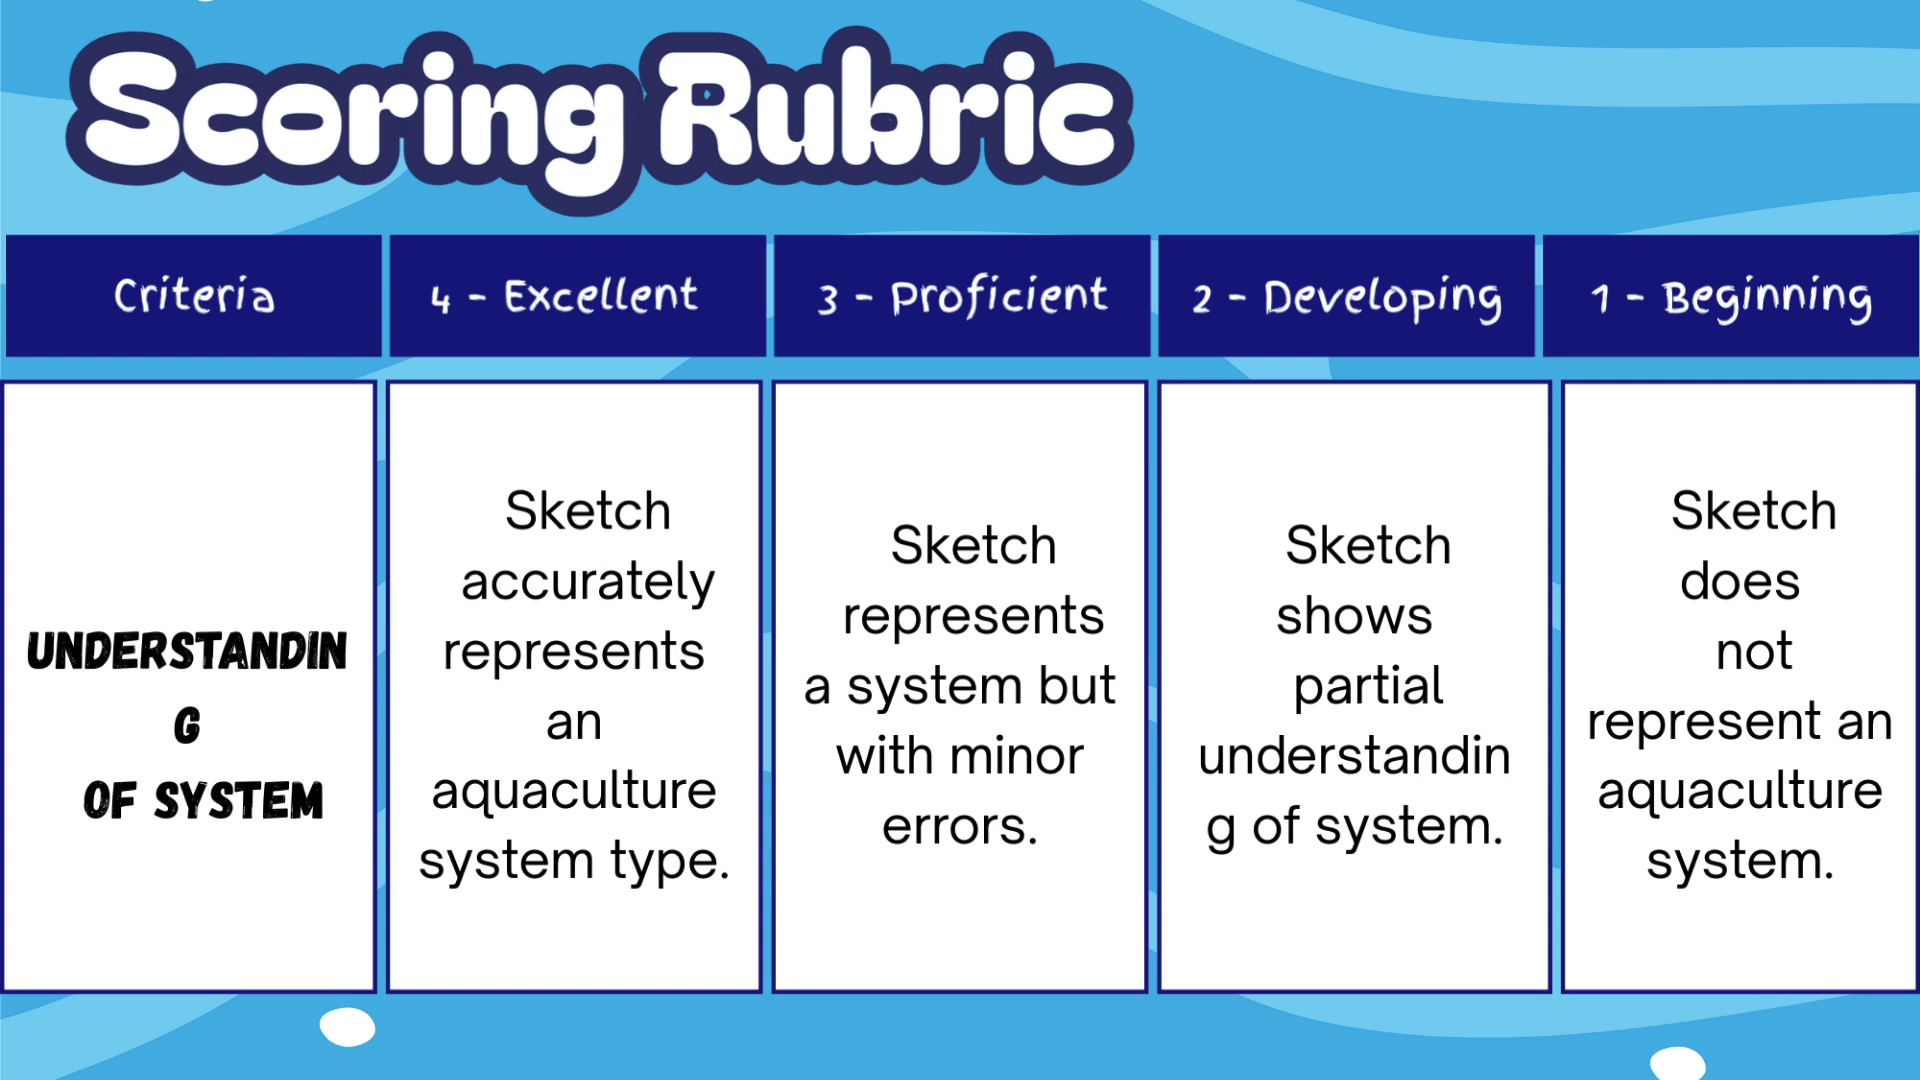 Scoring Rubric
Criteria
4 - Excellent
3 - Proficient
2 - Developing
1 - Beginning
UNDERSTANDIN
G
OF SYSTEM
Sketch
accurately
represents
an
aquaculture
system type.
Sketch
represents
a system but
with minor
errors.
Sketch
shows
partial
understandin
g of system.
Sketch
does
not
represent an
aquaculture
system.